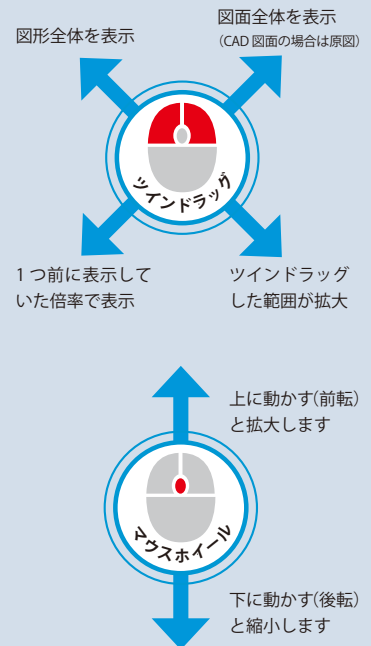 図形全体を表示
図面全体を表示
（CAD 図面の場合は原図）
ツインドラッグ
1 つ前に表示して
いた倍率で表示
ツインドラッグ
した範囲が拡大
上に動かす（前転）
と拡大します
マウスホイール
下に動かす（後転）
と縮小します